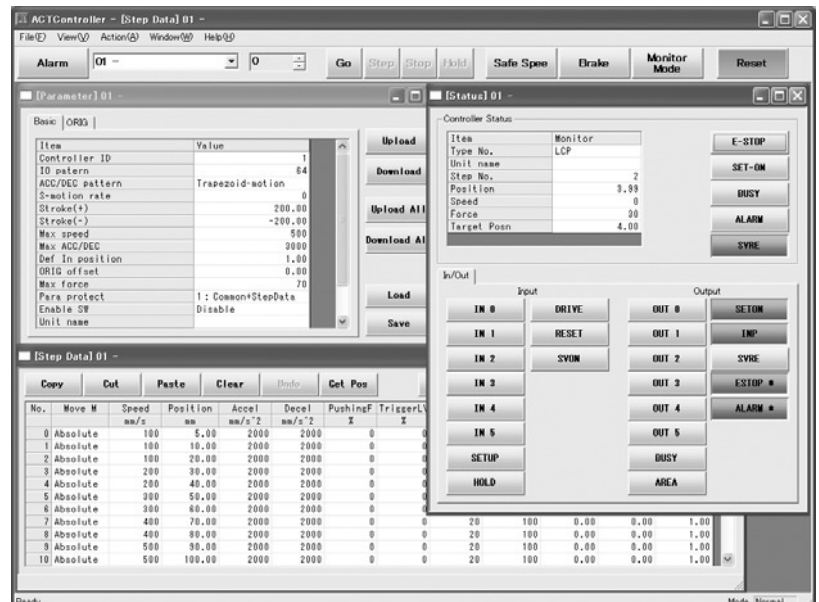 ACTController - [Step Data] 01 -
File(F) View(V) Action(A) Window(W) Help(H)
Alarm 01 - 0 Go Step Stop Hold Safe Spee Brake Monitor Mode Reset
[Parameter] 01 -
Basic ORIG
Item Value
Controller ID 1
IO patern 64
ACC/DEC pattern Trapezoid-motion
S-motion rate 0
Stroke(+) 200.00
Stroke(-) -200.00
Max speed 500
Max ACC/DEC 3000
Def In position 1.00
ORIG offset 0.00
Max force 70
Para protect 1 : Common+StepData
Enable SW Disable
Unit name
Upload
Download
Upload All
Download Al
Load
Save
[Status] 01 -
Controller Status
Item Monitor
Type No. LCP
Unit name
Step No. 2
Position 3.99
Speed 0
Force 30
Target Posn 4.00
E-STOP
SET-ON
BUSY
ALARM
SVRE
In/Out
Input Output
IN 0 DRIVE OUT 0 SETON
IN 1 RESET OUT 1 INP
IN 2 SVON OUT 2 SVRE
IN 3 OUT 3 ESTOP *
IN 4 OUT 4 ALARM *
IN 5 OUT 5
SETUP BUSY
HOLD AREA
[Step Data] 01 -
Copy Cut Paste Clear Undo Get Pos
No. Move M Speed Position Accel Decel PushingF TriggerLV
mm/s mm mm/s^2 mm/s^2 % %
0 Absolute 100 5.00 2000 2000 0 0
1 Absolute 100 10.00 2000 2000 0 0
2 Absolute 100 20.00 2000 2000 0 0
3 Absolute 200 30.00 2000 2000 0 0
4 Absolute 200 40.00 2000 2000 0 0
5 Absolute 300 50.00 2000 2000 0 0
6 Absolute 300 60.00 2000 2000 0 0
7 Absolute 400 70.00 2000 2000 0 0 20 100 0.00 0.00 1.00
8 Absolute 400 80.00 2000 2000 0 0 20 100 0.00 0.00 1.00
9 Absolute 500 90.00 2000 2000 0 0 20 100 0.00 0.00 1.00
10 Absolute 500 100.00 2000 2000 0 0 20 100 0.00 0.00 1.00
Ready Mode Normal